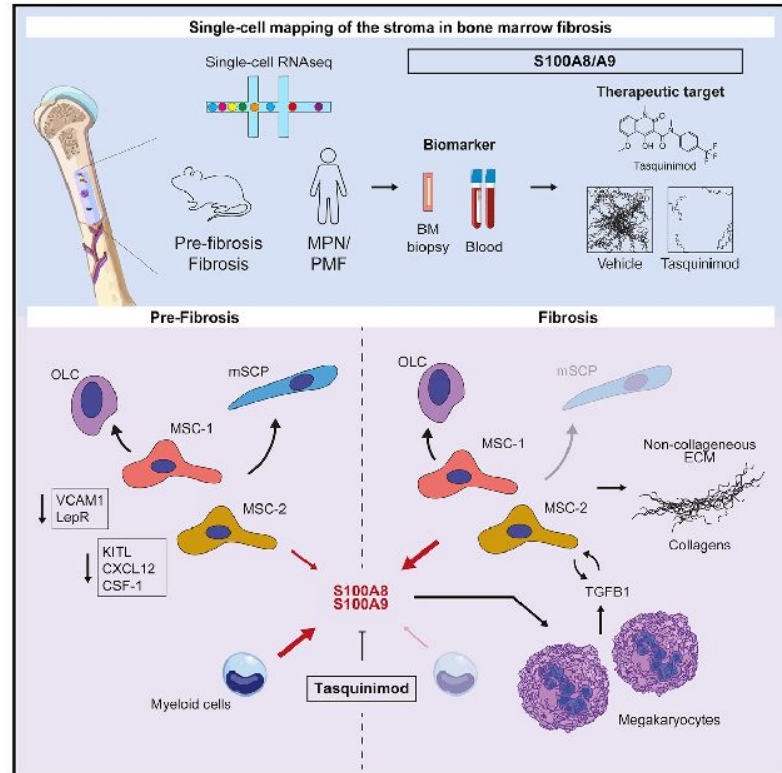 Single-cell mapping of the stroma in bone marrow fibrosis
Single-cell RNAseq
S100A8/A9
Therapeutic target
Tasquinimod
Biomarker
Pre-fibrosis
Fibrosis
MPN/
PMF
BM
biopsy
Blood
Vehicle
Tasquinimod
Pre-Fibrosis
Fibrosis
OLC
mSCP
MSC-1
MSC-2
VCAM1
LepR
KITL
CXCL12
CSF-1
OLC
mSCP
MSC-1
MSC-2
Non-collageneous
ECM
Collagens
TGFB1
S100A8
S100A9
Myeloid cells
Tasquinimod
Megakaryocytes